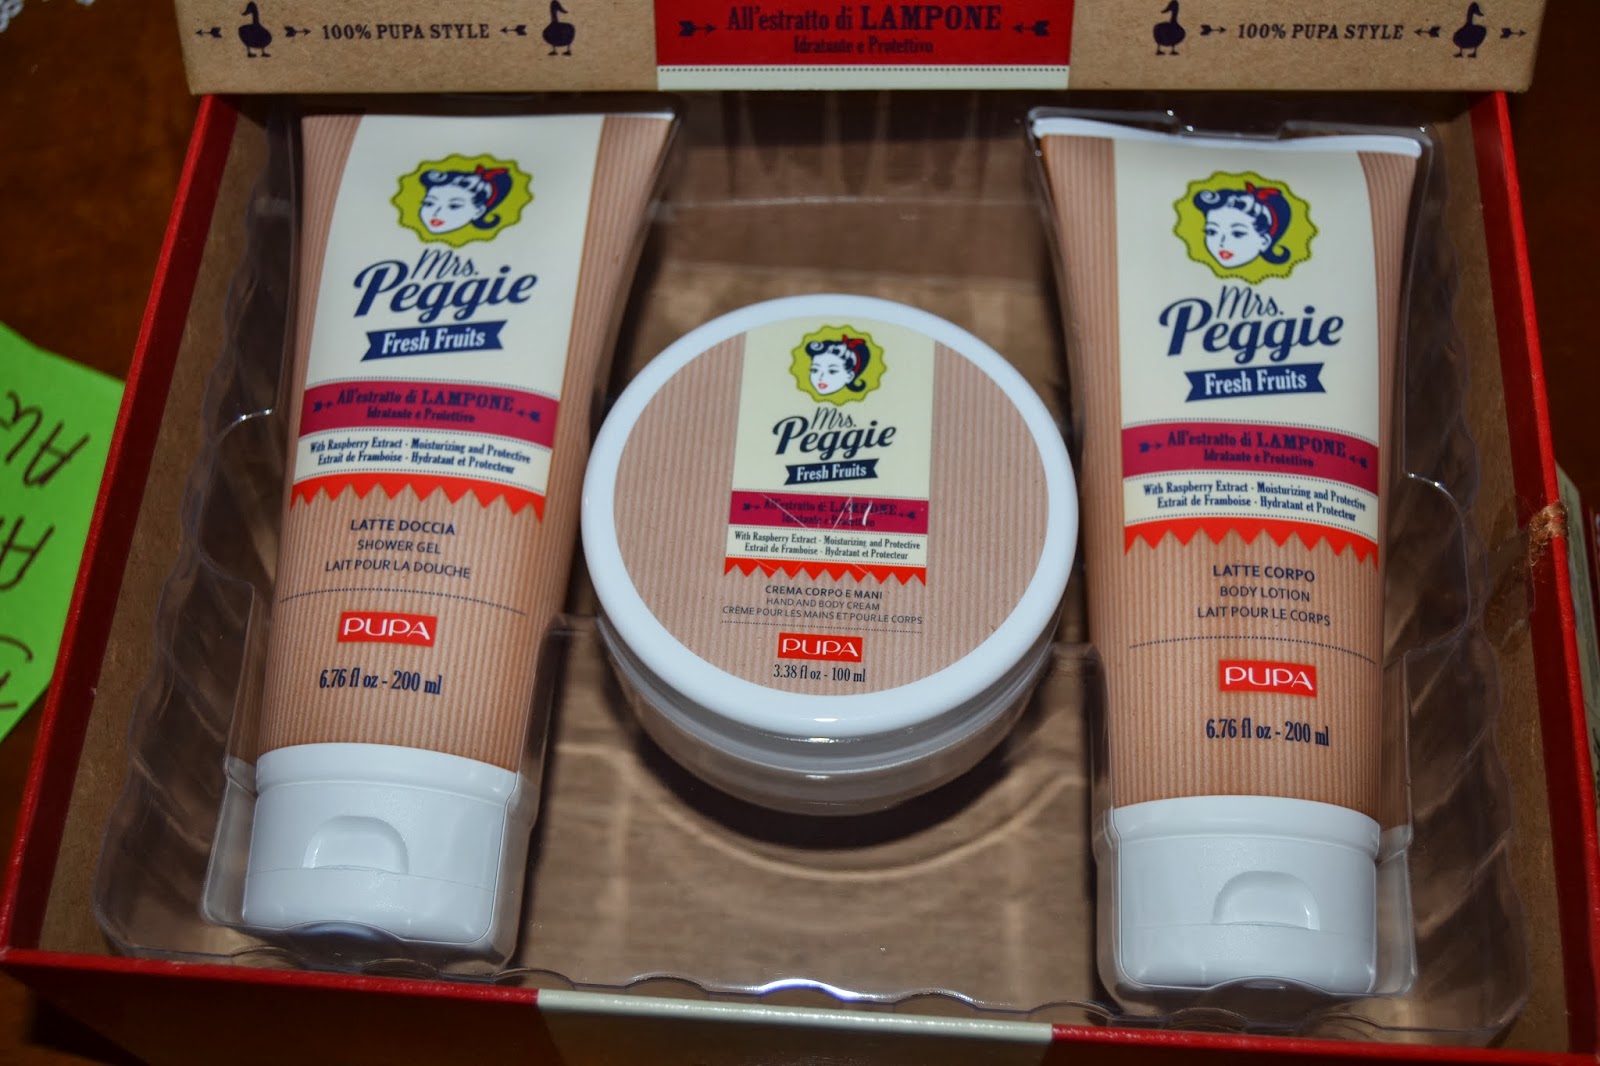 100% PUPA STYLE
All'estratto di LAMPONE
Idratante e Protettivo
100% PUPA STYLE
Mrs.
Peggie
Fresh Fruits
All'estratto di LAMPONE
Idratante e Protettivo
With Raspberry Extract - Moisturizing and Protective
Extrait de Framboise - Hydratant et Protecteur
LATTE DOCCIA
SHOWER GEL
LAIT POUR LA DOUCHE
PUPA
6.76 fl oz - 200 ml
Mrs.
Peggie
Fresh Fruits
All'estratto di LAMPONE
Idratante e Protettivo
With Raspberry Extract - Moisturizing and Protective
Extrait de Framboise - Hydratant et Protecteur
CREMA CORPO E MANI
HAND AND BODY CREAM
CRÈME POUR LES MAINS ET POUR LE CORPS
PUPA
3.38 fl oz - 100 ml
Mrs.
Peggie
Fresh Fruits
All'estratto di LAMPONE
Idratante e Protettivo
With Raspberry Extract - Moisturizing and Protective
Extrait de Framboise - Hydratant et Protecteur
LATTE CORPO
BODY LOTION
LAIT POUR LE CORPS
PUPA
6.76 fl oz - 200 ml